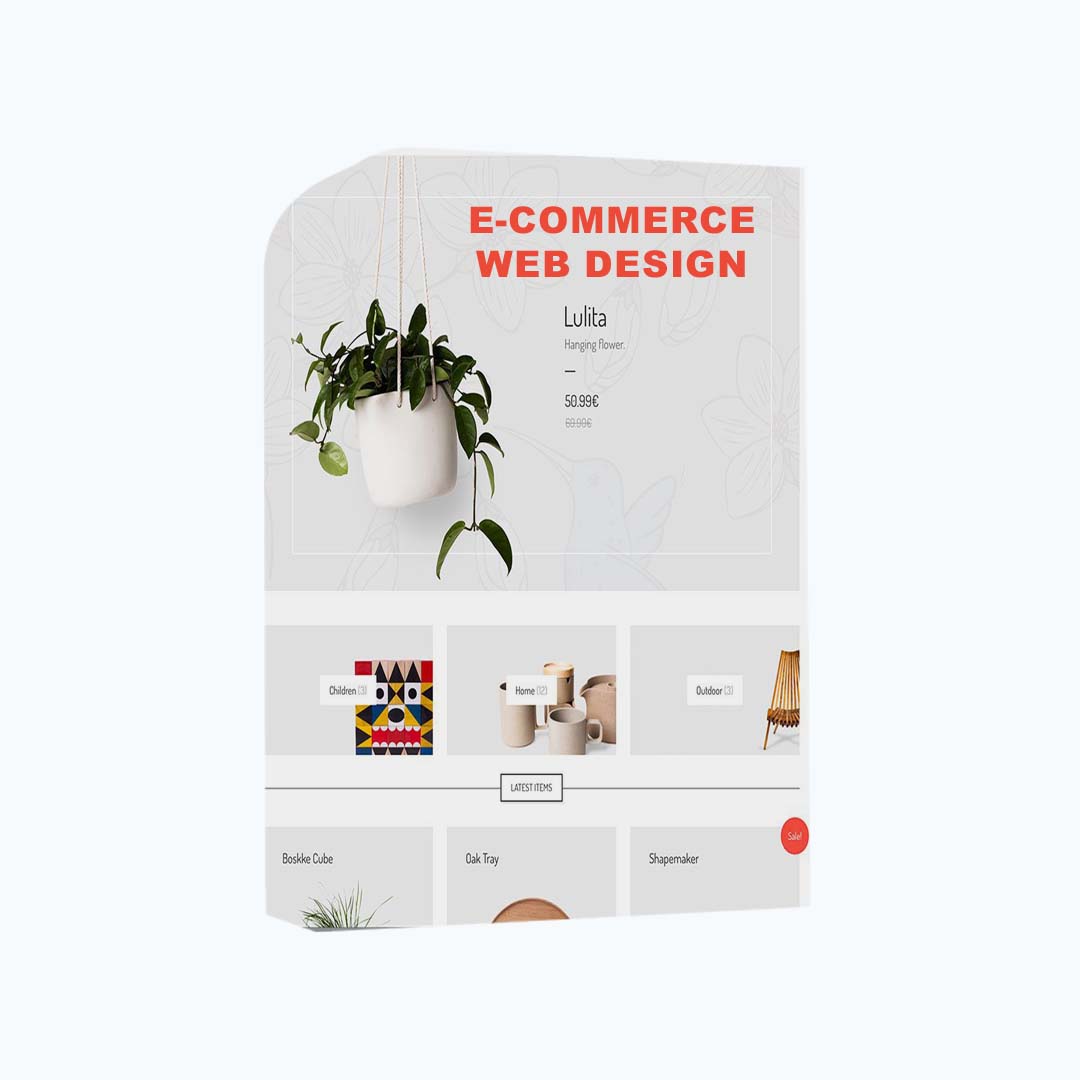 E-COMMERCE
WEB DESIGN
Lulita
Hanging flower.
50.99€
69.99€
Children (3)
Home (12)
Outdoor (3)
LATEST ITEMS
Sale!
Boskke Cube
Oak Tray
Shapemaker